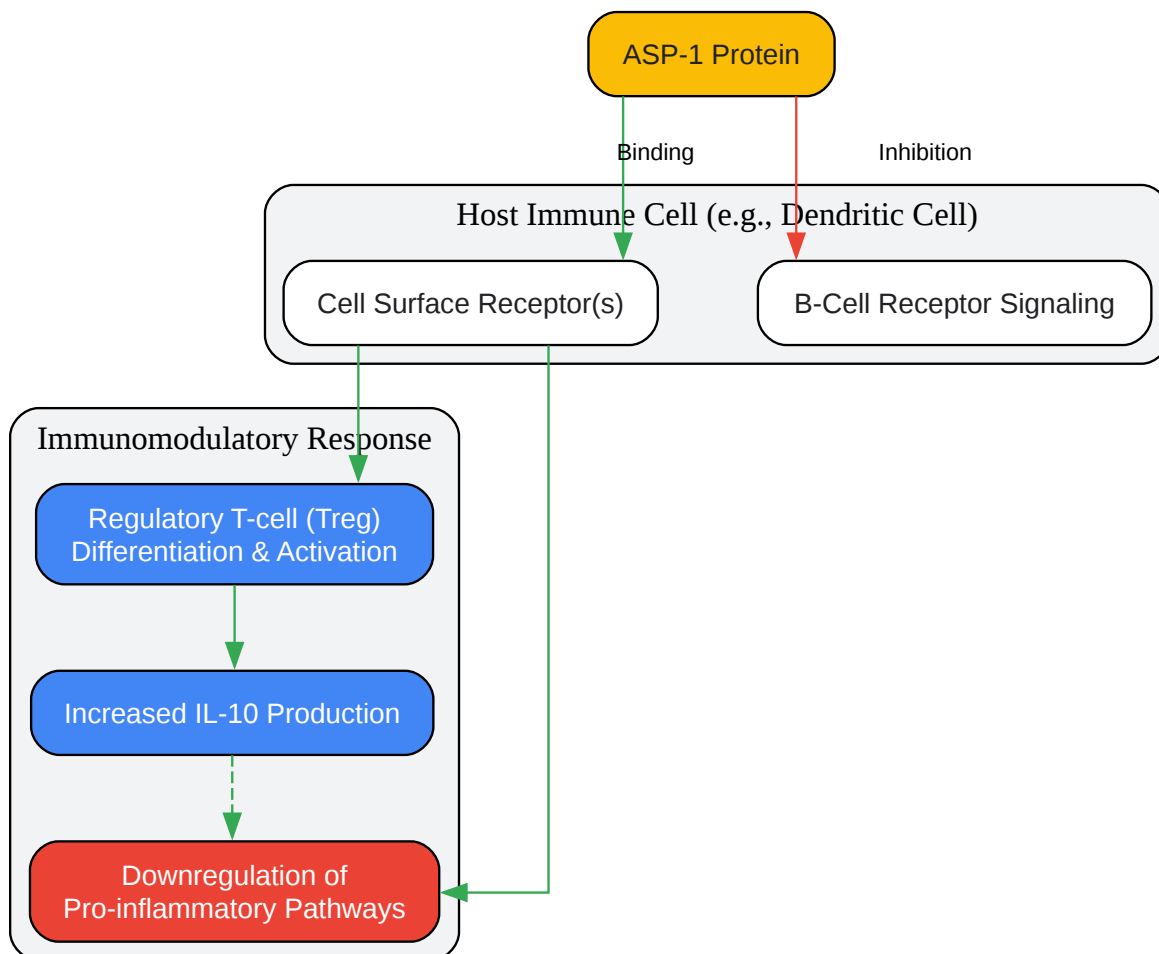 ASP-1 Protein
Binding
Inhibition
Host Immune Cell (e.g., Dendritic Cell)
Cell Surface Receptor(s)
B-Cell Receptor Signaling
Immunomodulatory Response
Regulatory T-cell (Treg)
Differentiation & Activation
Increased IL-10 Production
Downregulation of
Pro-inflammatory Pathways